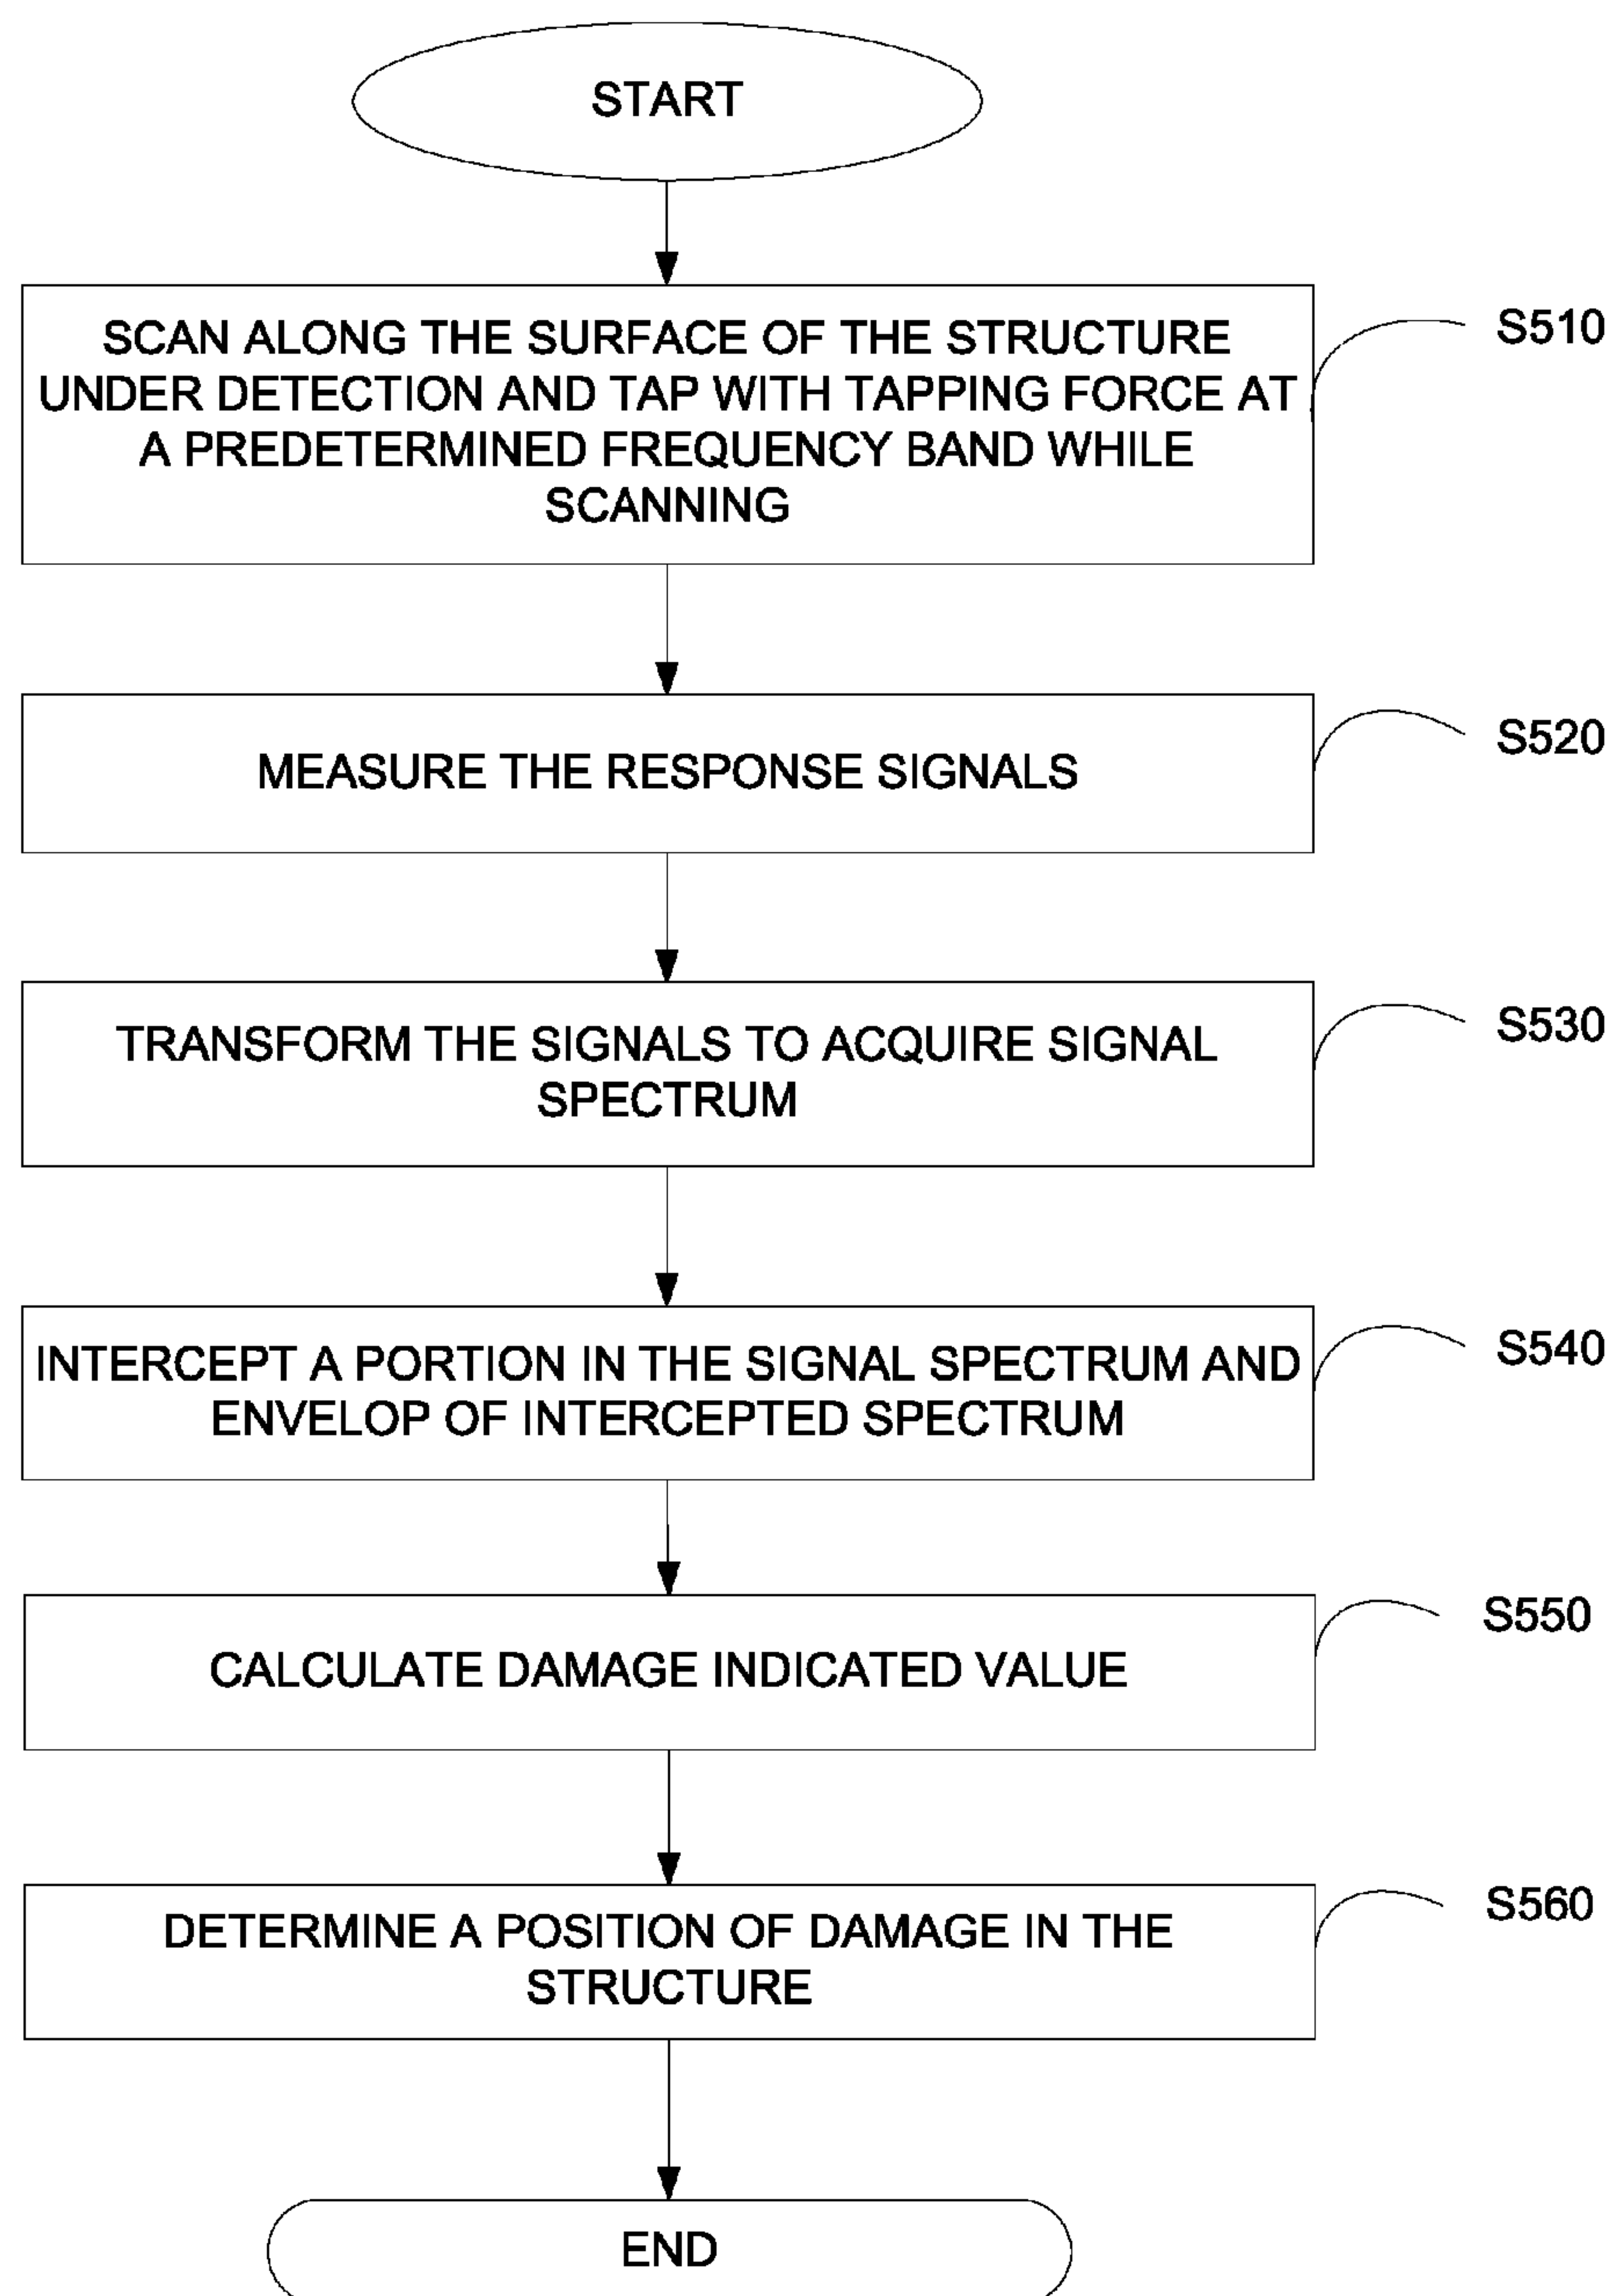 START
SCAN ALONG THE SURFACE OF THE STRUCTURE
UNDER DETECTION AND TAP WITH TAPPING FORCE AT
A PREDETERMINED FREQUENCY BAND WHILE
SCANNING
S510
MEASURE THE RESPONSE SIGNALS
S520
TRANSFORM THE SIGNALS TO ACQUIRE SIGNAL
SPECTRUM
S530
INTERCEPT A PORTION IN THE SIGNAL SPECTRUM AND
ENVELOP OF INTERCEPTED SPECTRUM
S540
CALCULATE DAMAGE INDICATED VALUE
S550
DETERMINE A POSITION OF DAMAGE IN THE
STRUCTURE
S560
END